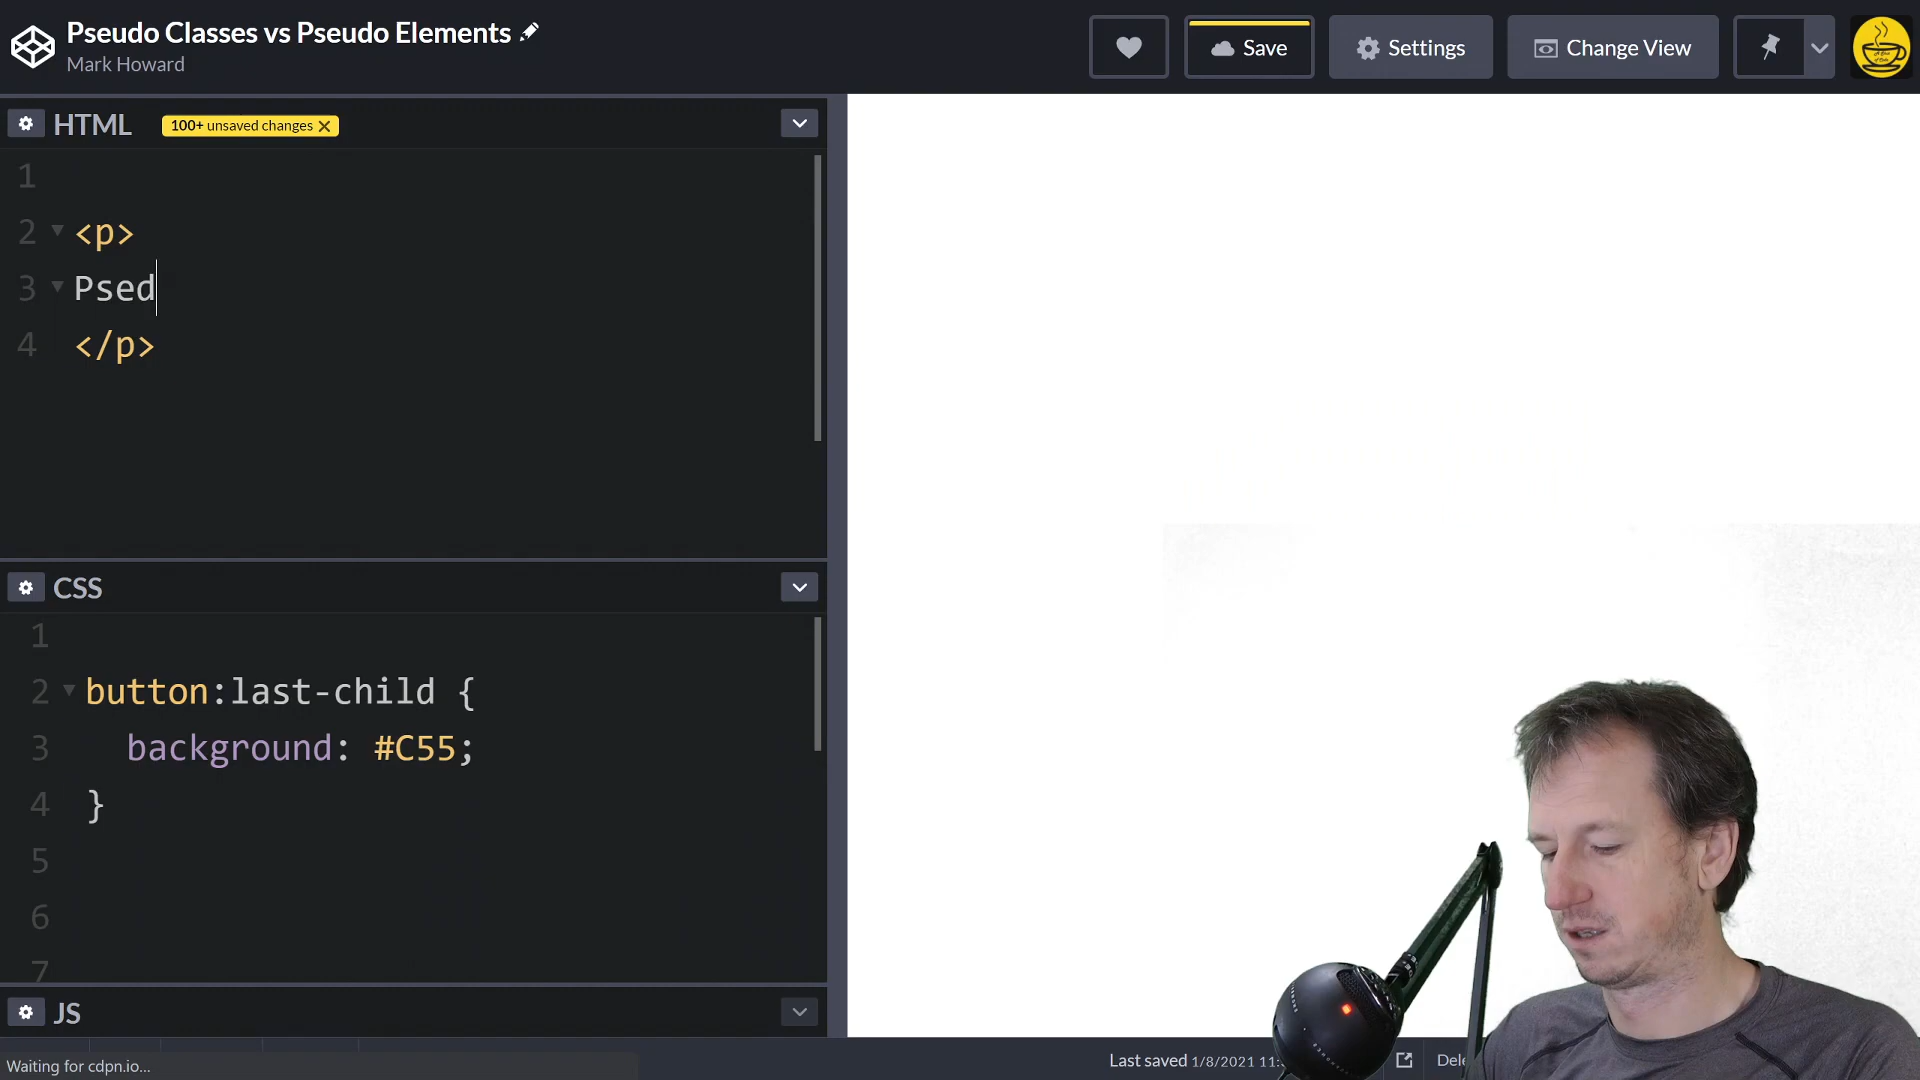 Pseudo Classes vs Pseudo Elements
Mark Howard
Save
Settings
Change View
HTML
100+ unsaved changes
1
2 <p>
3 Psed
4 </p>
CSS
1
2 button:last-child {
3 background: #C55;
4 }
5
6
7
JS
Waiting for cdpn.io...
Last saved 1/8/2021 11: